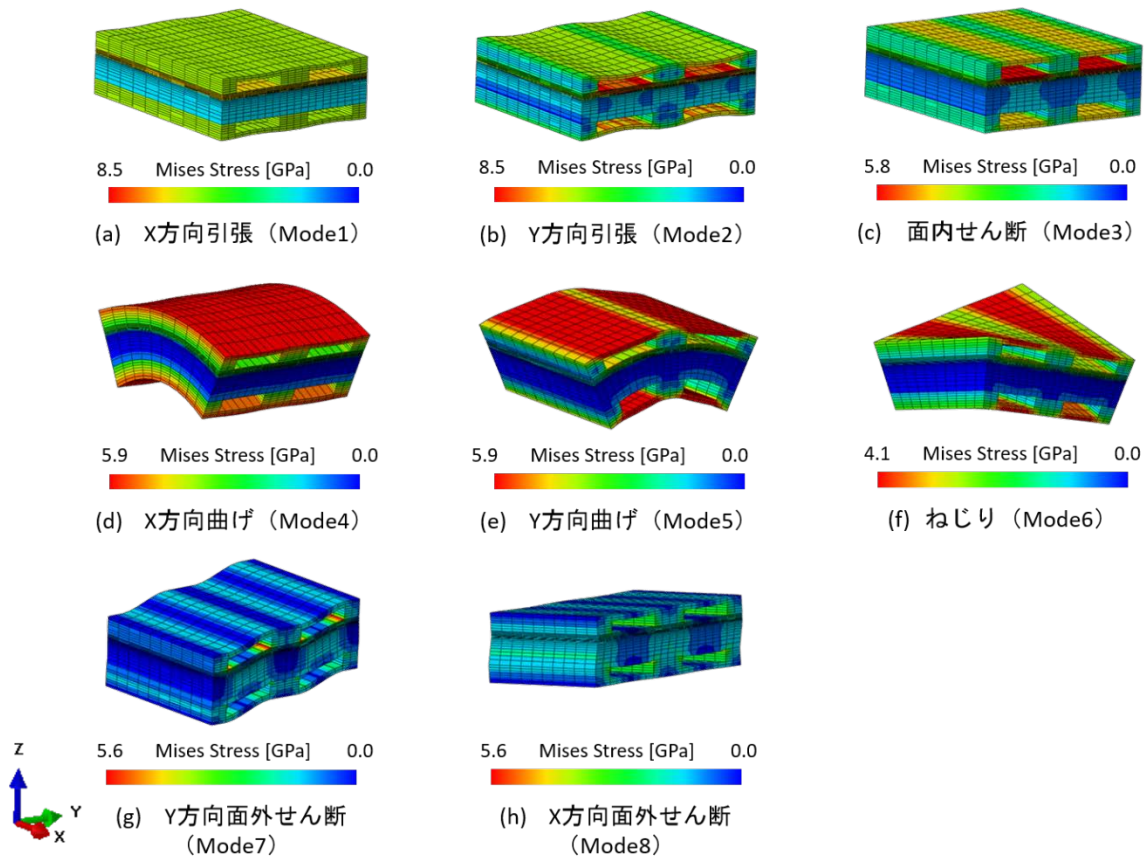 8.5 Mises Stress [GPa] 0.0
(a) X方向引張（Mode1）
8.5 Mises Stress [GPa] 0.0
(b) Y方向引張（Mode2）
5.8 Mises Stress [GPa] 0.0
(c) 面内せん断（Mode3）
5.9 Mises Stress [GPa] 0.0
(d) X方向曲げ（Mode4）
5.9 Mises Stress [GPa] 0.0
(e) Y方向曲げ（Mode5）
4.1 Mises Stress [GPa] 0.0
(f) ねじり（Mode6）
5.6 Mises Stress [GPa] 0.0
(g) Y方向面外せん断
（Mode7）
5.6 Mises Stress [GPa] 0.0
(h) X方向面外せん断
（Mode8）
Z
Y
X